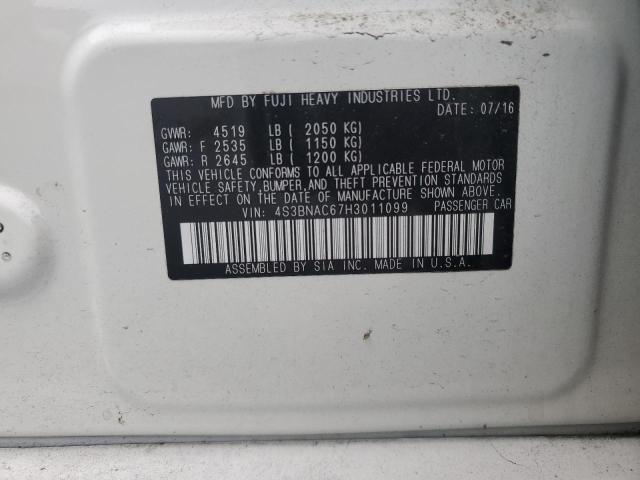 MFD BY FUJI HEAVY INDUSTRIES LTD.
DATE: 07/16
GVWR: 4519 LB ( 2050 KG)
GAWR: F 2535 LB ( 1150 KG)
GAWR: R 2645 LB ( 1200 KG)
THIS VEHICLE CONFORMS TO ALL APPLICABLE FEDERAL MOTOR
VEHICLE SAFETY,BUMPER,AND THEFT PREVENTION STANDARDS
IN EFFECT ON THE DATE OF MANUFACTURE SHOWN ABOVE.
VIN: 4S3BNAC67H3011099 PASSENGER CAR
ASSEMBLED BY SIA INC. MADE IN U.S.A.